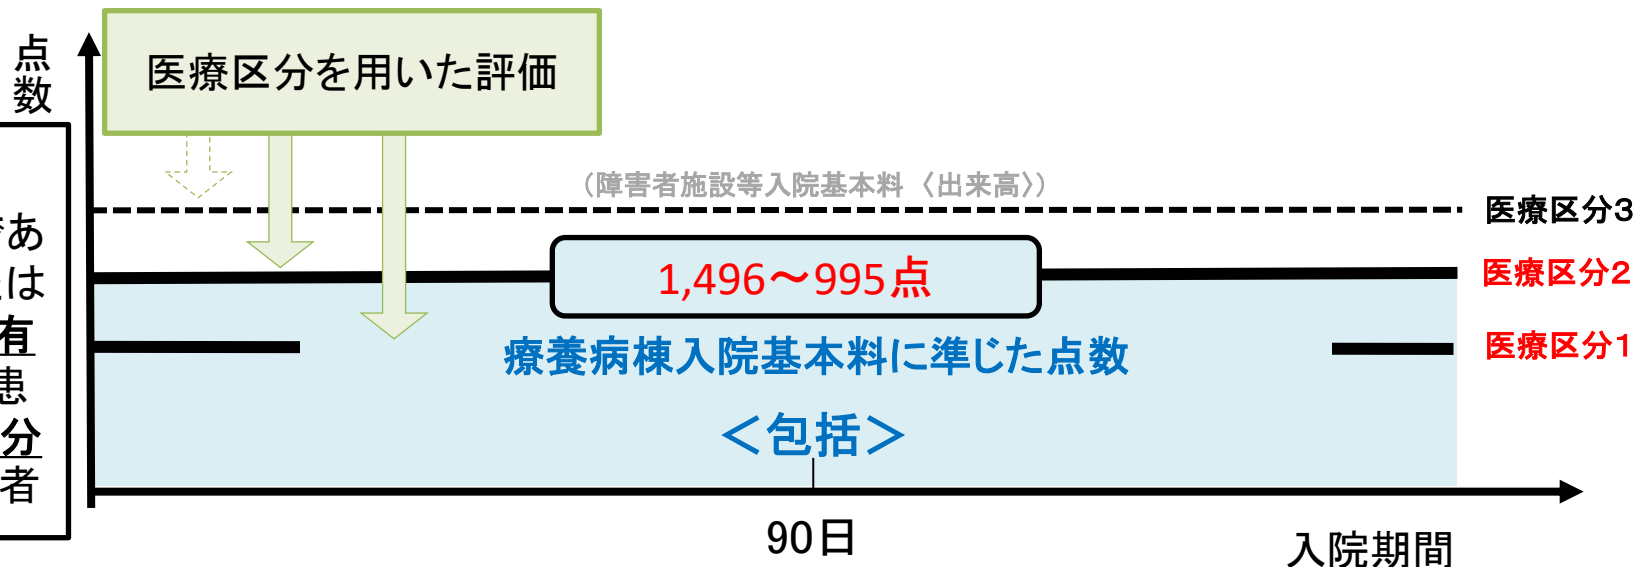 点数
医療区分を用いた評価
(障害者施設等入院基本料 〈出来高〉)
医療区分3
1,496〜995点
医療区分2
療養病棟入院基本料に準じた点数
医療区分1
<包括>
あ
は
有
患
分
者
90日
入院期間